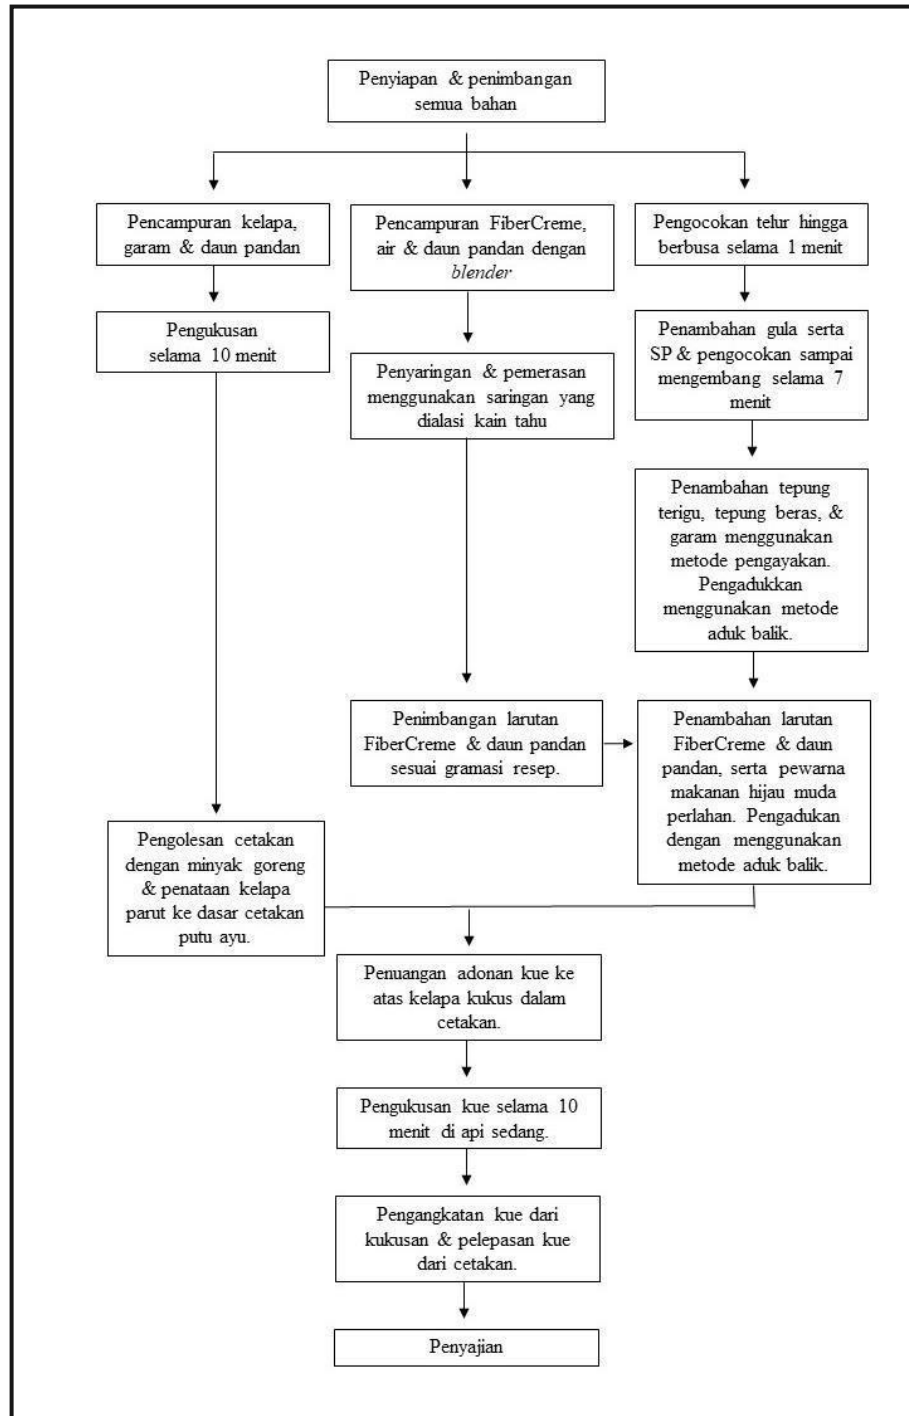 Penyiapan & penimbangan
semua bahan
Pencampuran kelapa,
garam & daun pandan
Pengukusan
selama 10 menit
Pengolesan cetakan
dengan minyak goreng
& penataan kelapa
parut ke dasar cetakan
putu ayu.
Pencampuran FiberCreme,
air & daun pandan dengan
blender
Penyaringan & pemerasan
menggunakan saringan yang
dialasi kain tahu
Penimbangan larutan
FiberCreme & daun pandan
sesuai gramasi resep.
Pengocokan telur hingga
berbusa selama 1 menit
Penambahan gula serta
SP & pengocokan sampai
mengembang selama 7
menit
Penambahan tepung
terigu, tepung beras, &
garam menggunakan
metode pengayakan.
Pengadukkan
menggunakan metode
aduk balik.
Penambahan larutan
FiberCreme & daun
pandan, serta pewarna
makanan hijau muda
perlahan. Pengadukan
dengan menggunakan
metode aduk balik.
Penuangan adonan kue ke
atas kelapa kukus dalam
cetakan.
Pengukusan kue selama 10
menit di api sedang.
Pengangkatan kue dari
kukusan & pelepasan kue
dari cetakan.
Penyajian